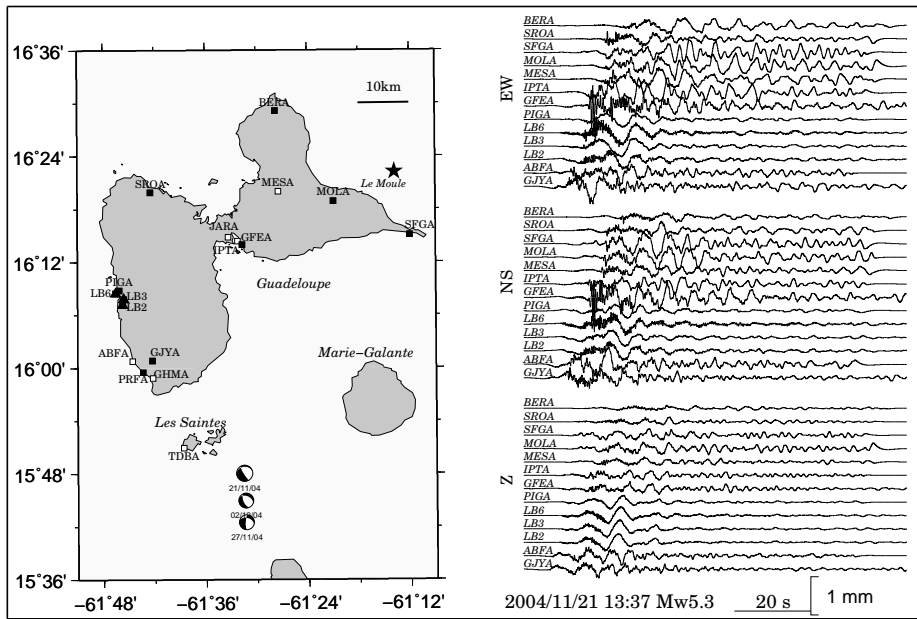 16°36'
16°24'
16°12'
16°00'
15°48'
15°36'
−61°48'
−61°36'
−61°24'
−61°12'
10km
BERA
SROA
MESA
MOLA
Le Moule
SFGA
JARA
GFEA
IPTA
Guadeloupe
PIGA
LB6
LB3
LB2
ABFA
GJYA
PRFA
GHMA
Marie−Galante
Les Saintes
TDBA
21/11/04
02/12/04
27/11/04
EW
BERA
SROA
SFGA
MOLA
MESA
IPTA
GFEA
PIGA
LB6
LB3
LB2
ABFA
GJYA
NS
BERA
SROA
SFGA
MOLA
MESA
IPTA
GFEA
PIGA
LB6
LB3
LB2
ABFA
GJYA
Z
BERA
SROA
SFGA
MOLA
MESA
IPTA
GFEA
PIGA
LB6
LB3
LB2
ABFA
GJYA
2004/11/21 13:37 Mw5.3
20 s
1 mm